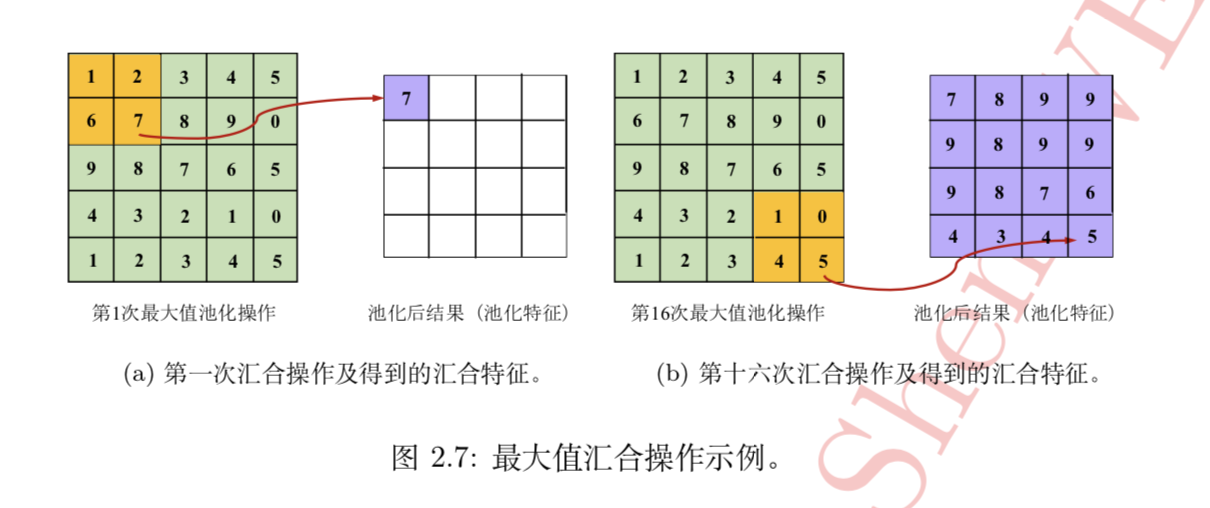 1 2 3 4 5
6 7 8 9 0
9 8 7 6 5
4 3 2 1 0
1 2 3 4 5
7
第1次最大值池化操作
池化后结果（池化特征）
1 2 3 4 5
6 7 8 9 0
9 8 7 6 5
4 3 2 1 0
1 2 3 4 5
7 8 9 9
9 8 9 9
9 8 7 6
4 3 4 5
第16次最大值池化操作
池化后结果（池化特征）
(a) 第一次汇合操作及得到的汇合特征。
(b) 第十六次汇合操作及得到的汇合特征。
图 2.7: 最大值汇合操作示例。